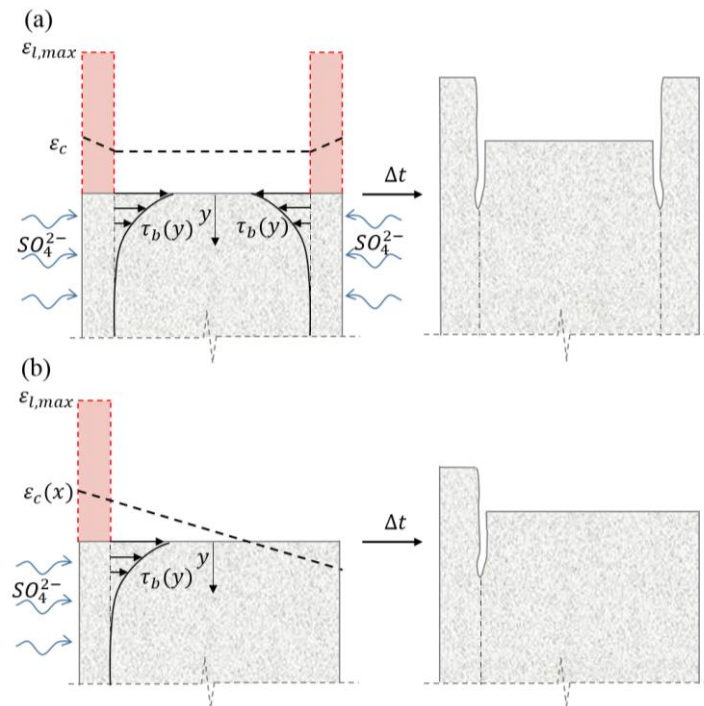 (a)
ε_{l,max}
ε_c
Δt
SO_4^{2-} τ_b(y) y τ_b(y) SO_4^{2-}
(b)
ε_{l,max}
ε_c(x)
Δt
SO_4^{2-} τ_b(y) y